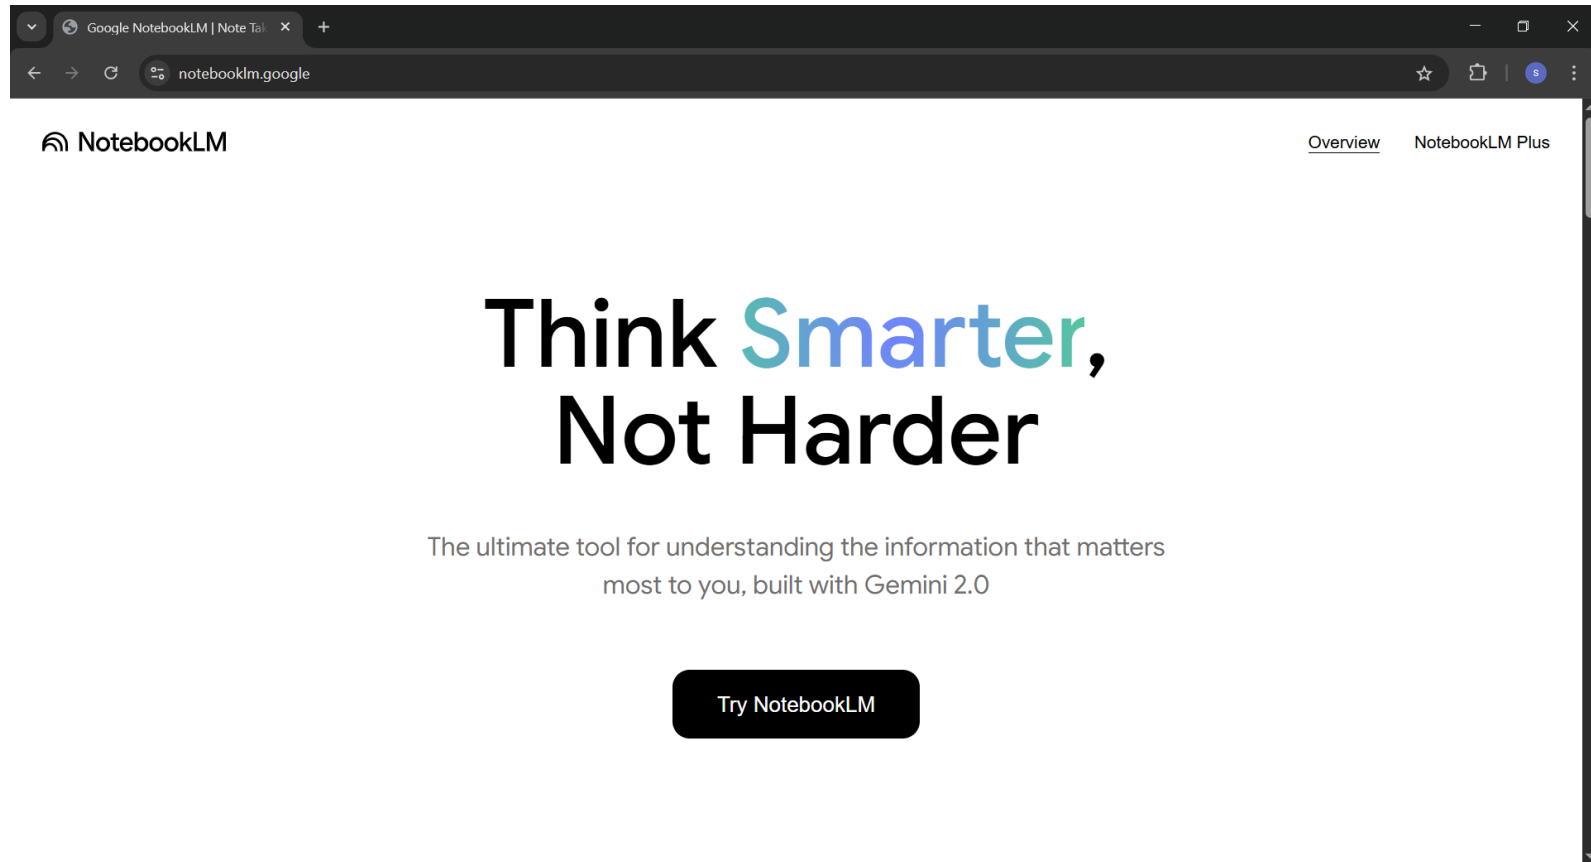 Google NotebookLM | Note Tak
notebooklm.google
S
NotebookLM
Overview
NotebookLM Plus
Think Smarter,
Not Harder
The ultimate tool for understanding the information that matters
most to you, built with Gemini 2.0
Try NotebookLM